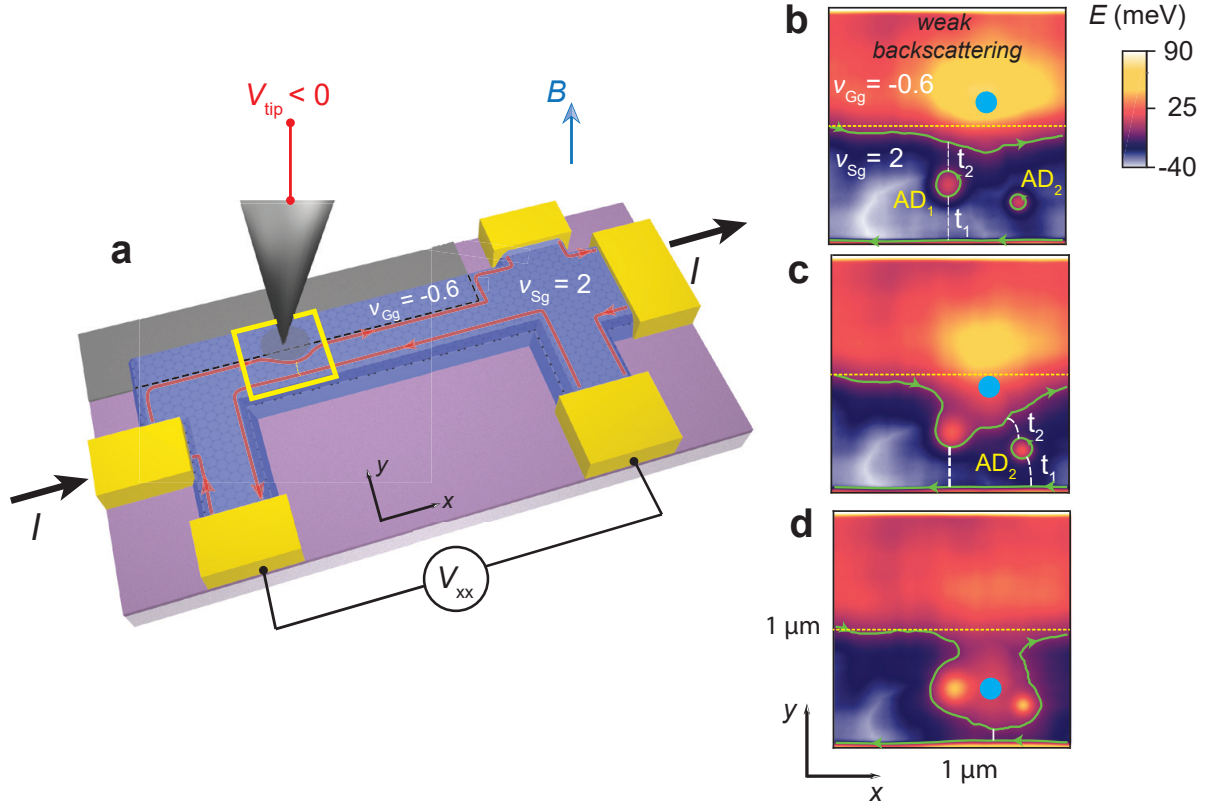 a
V_tip < 0
B
I
ν_Gg = -0.6
ν_Sg = 2
I
y
x
V_xx
b
weak
backscattering
ν_Gg = -0.6
ν_Sg = 2
t_2
AD_1
AD_2
t_1
E (meV)
90
25
-40
c
t_2
AD_2
t_1
d
1 μm
y
x
1 μm